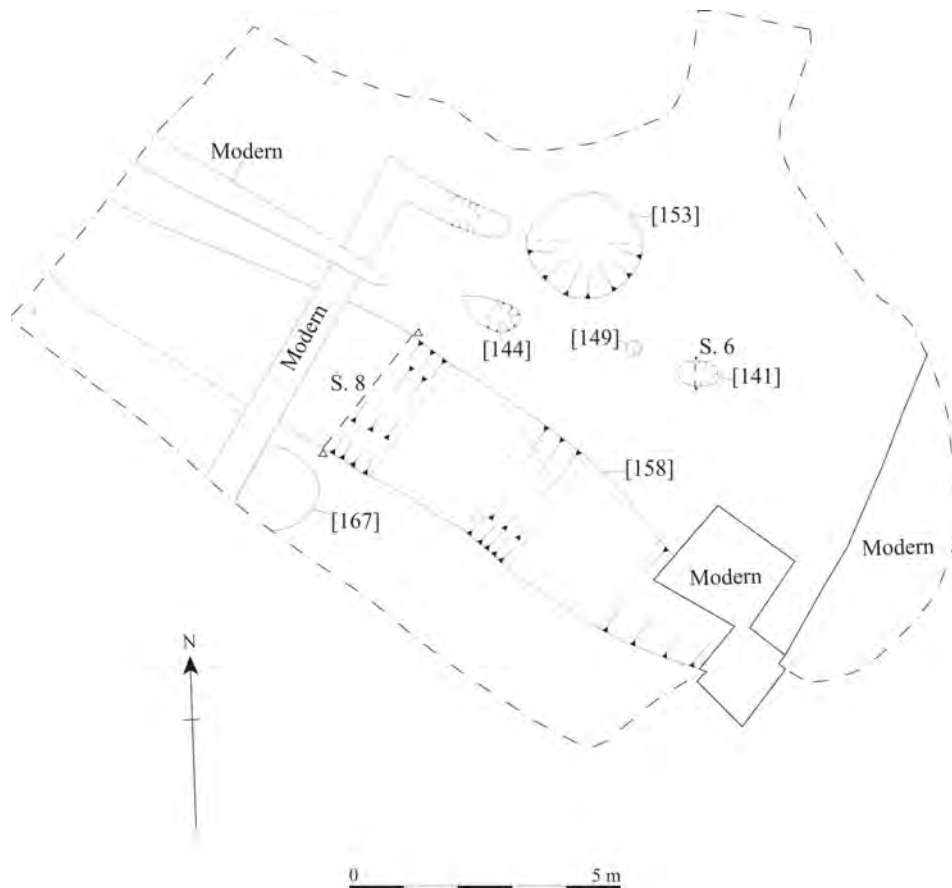 Modern
[153]
Modern
[144]
[149]
S. 6
[141]
S. 8
[158]
[167]
Modern
Modern
N
0
5 m